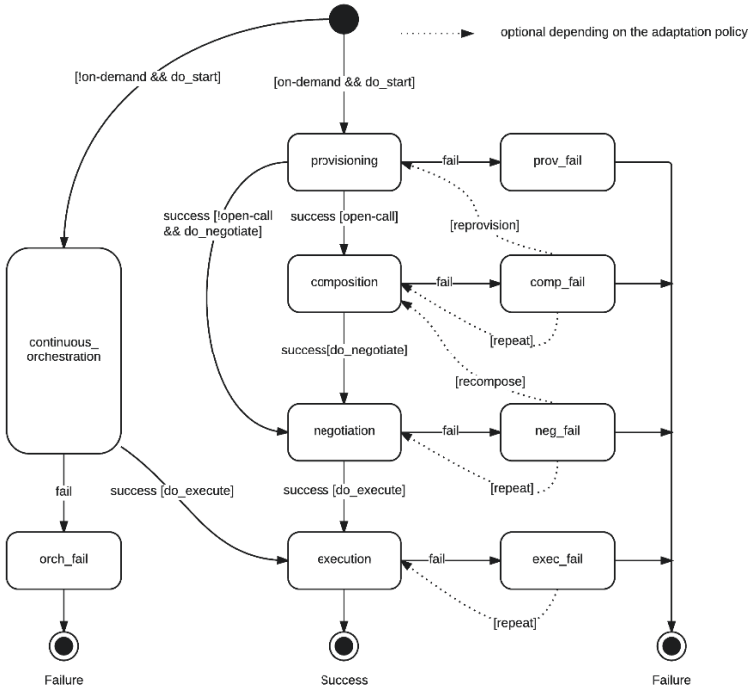 optional depending on the adaptation policy
[!on-demand && do_start]
[on-demand && do_start]
provisioning
fail
prov_fail
success [!open-call
&& do_negotiate]
success [open-call]
[reprovision]
composition
fail
comp_fail
continuous_
orchestration
success[do_negotiate]
[repeat]
[recompose]
negotiation
fail
neg_fail
fail
success [do_execute]
success [do_execute]
[repeat]
orch_fail
execution
fail
exec_fail
[repeat]
Failure
Success
Failure